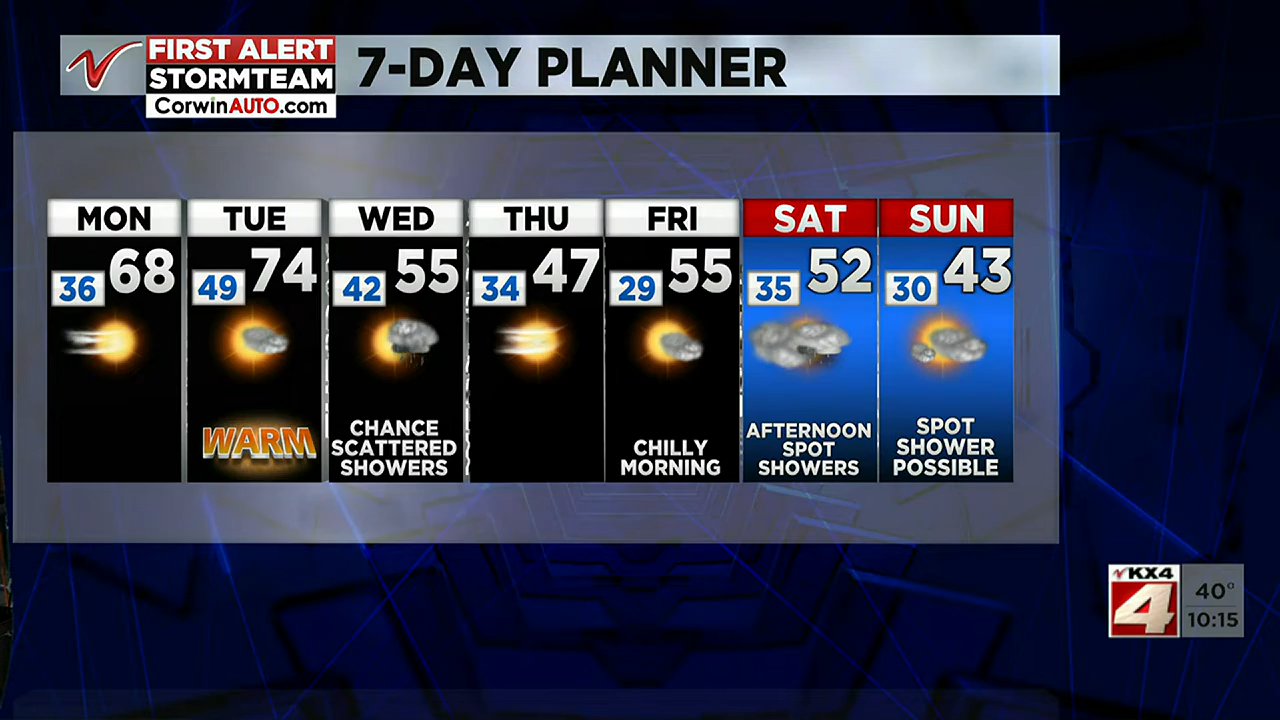 FIRST ALERT
STORMTEAM
CorwinAUTO.com
7-DAY PLANNER
MON
36 68
TUE
49 74
WARM
WED
42 55
CHANCE
SCATTERED
SHOWERS
THU
34 47
FRI
29 55
CHILLY
MORNING
SAT
35 52
AFTERNOON
SPOT
SHOWERS
SUN
30 43
SPOT
SHOWER
POSSIBLE
KX4
4
40°
10:15